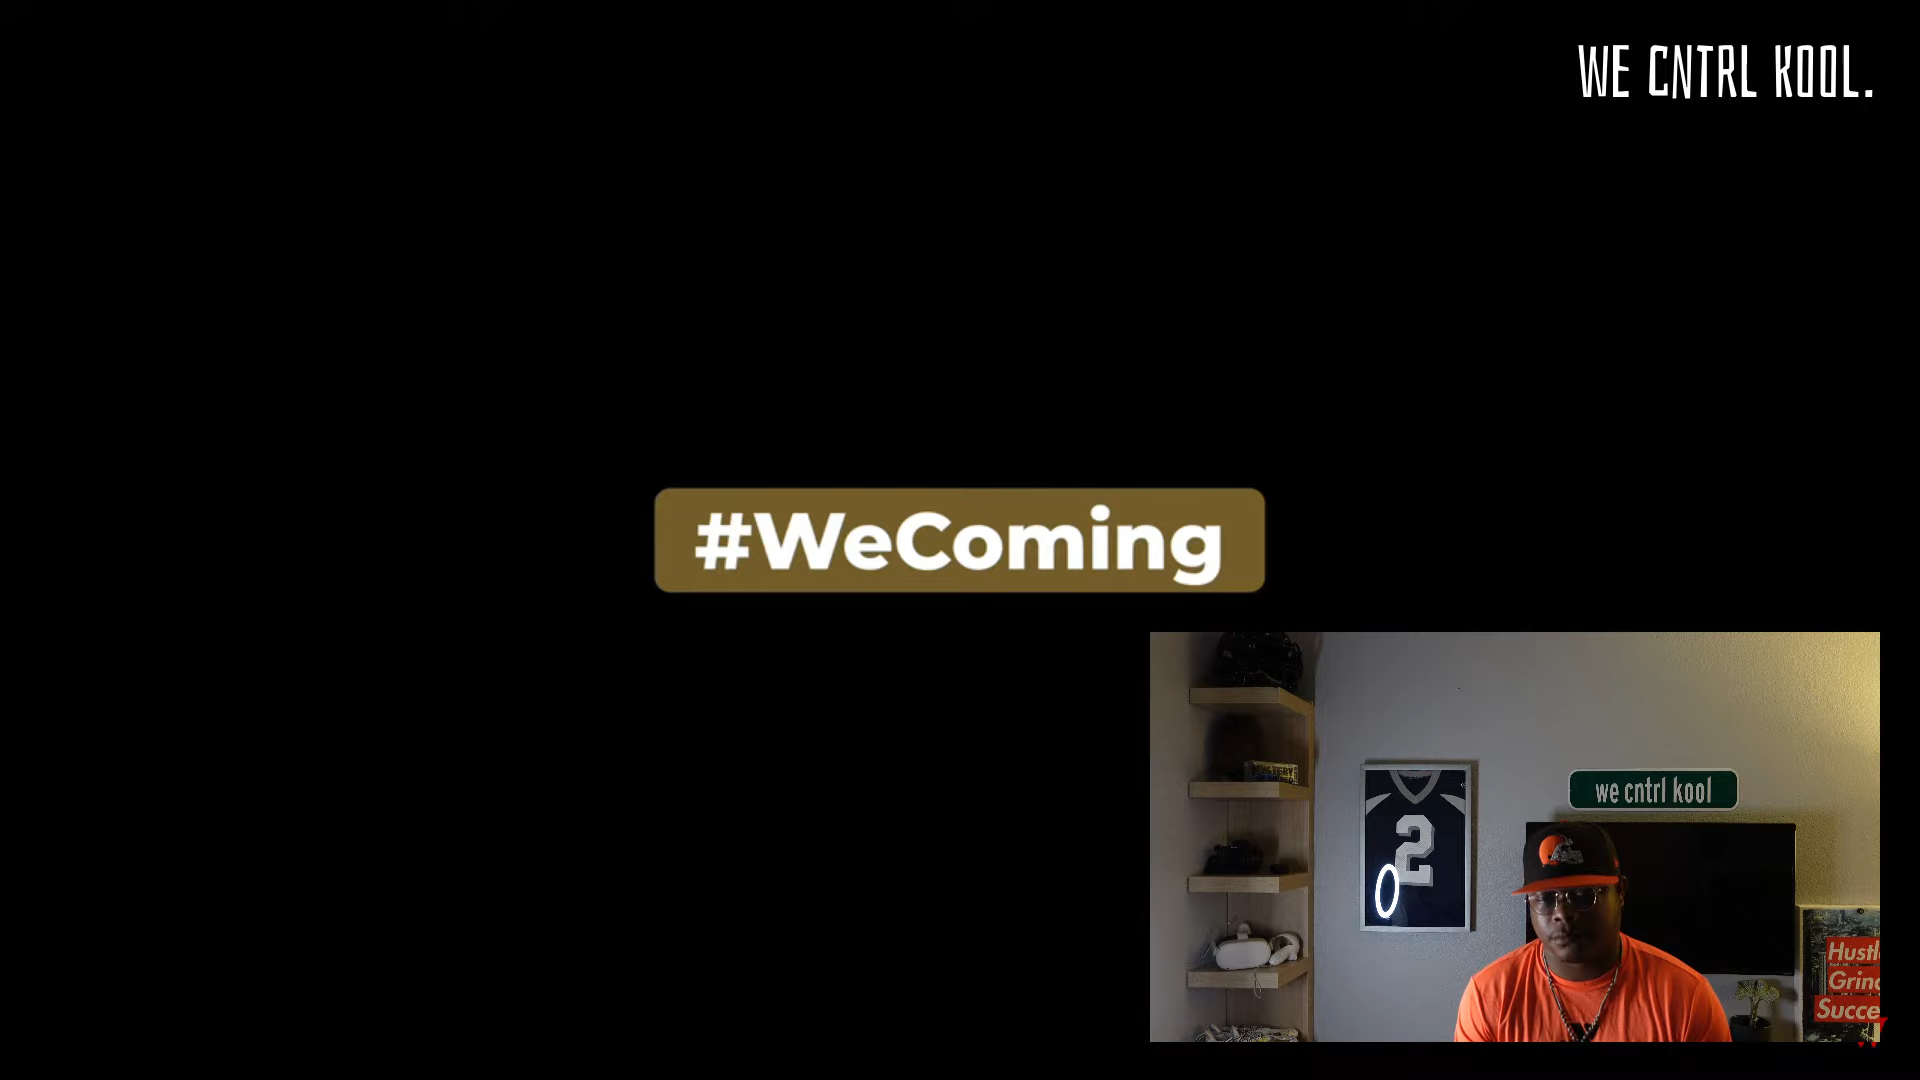 WE CNTRL KOOL.
#WeComing
we cntrl kool
2
Hustl
Grind
Succe